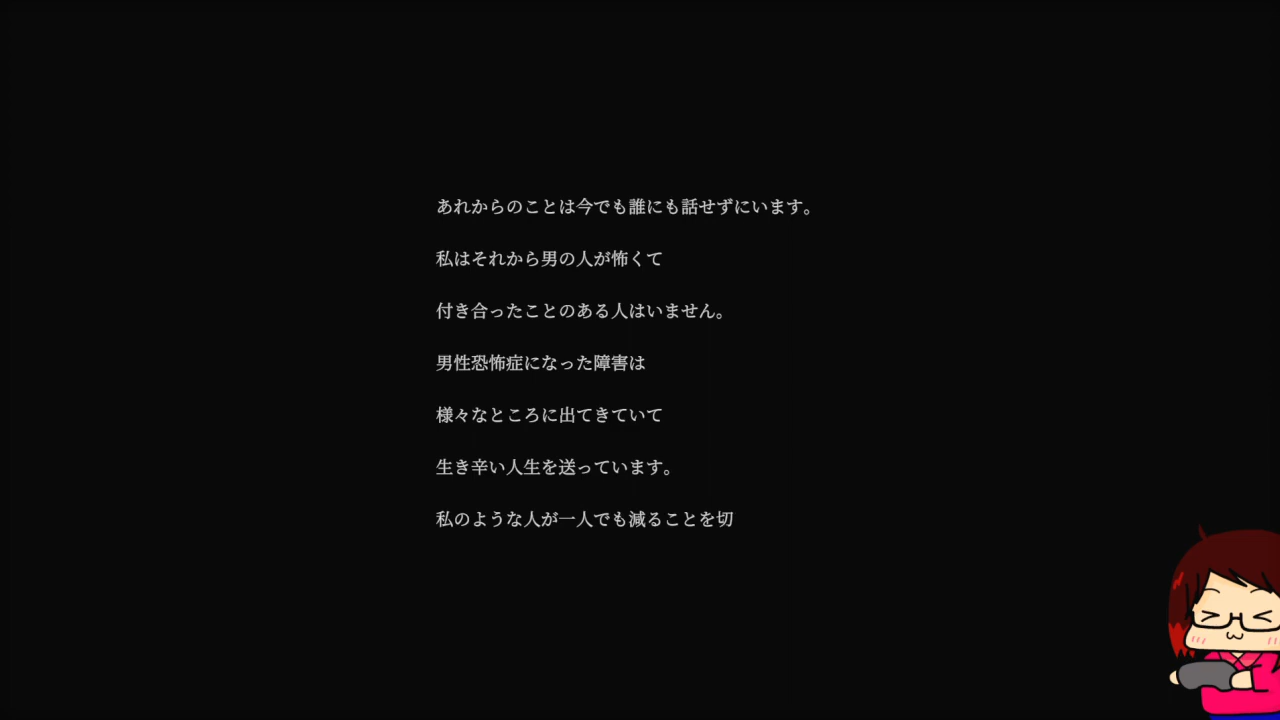 あれからのことは今でも誰にも話せずにいます。
私はそれから男の人が怖くて
付き合ったことのある人はいません。
男性恐怖症になった障害は
様々なところに出てきていて
生き辛い人生を送っています。
私のような人が一人でも減ることを切